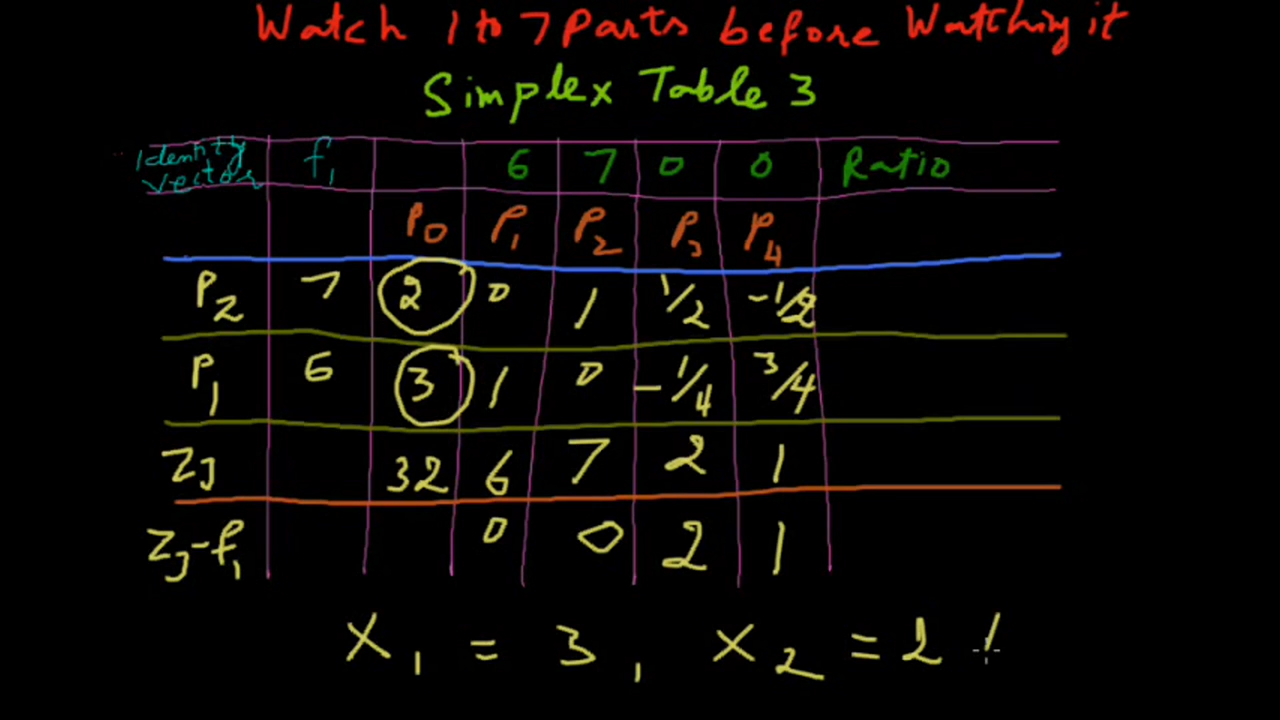 Watch 1 to 7 Parts before Watching it
Simplex Table 3
Identity Vector f1 6 7 0 0 Ratio
P0 P1 P2 P3 P4
P2 7 2 0 1 1/2 -1/2
P1 6 3 1 0 -1/4 3/4
ZJ 32 6 7 2 1
ZJ-f1 0 0 2 1
X1 = 3, X2 = 2